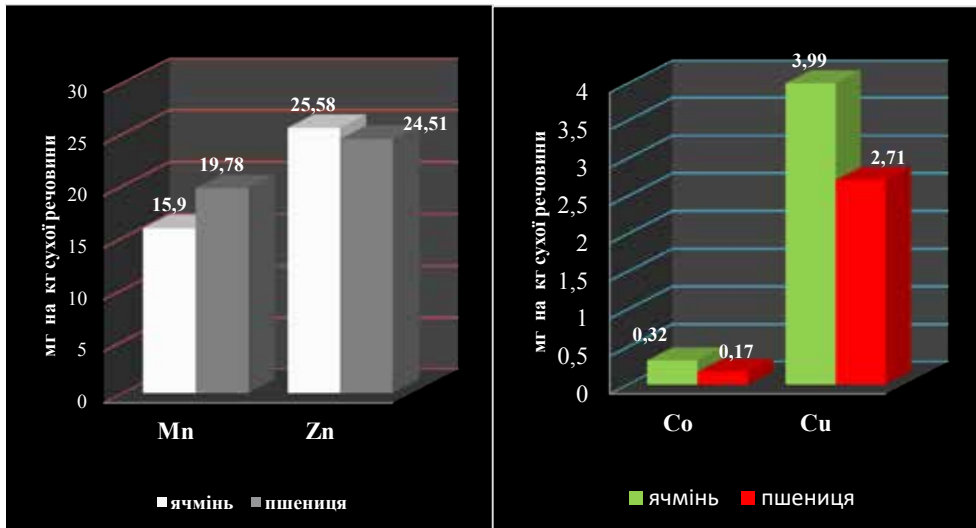 мг на кг сухої речовини
30
25
20
15
10
5
0
15,9
19,78
25,58
24,51
Mn
Zn
ячмінь
пшениця
мг на кг сухої речовини
4
3,5
3
2,5
2
1,5
1
0,5
0
0,32
0,17
3,99
2,71
Co
Cu
ячмінь
пшениця